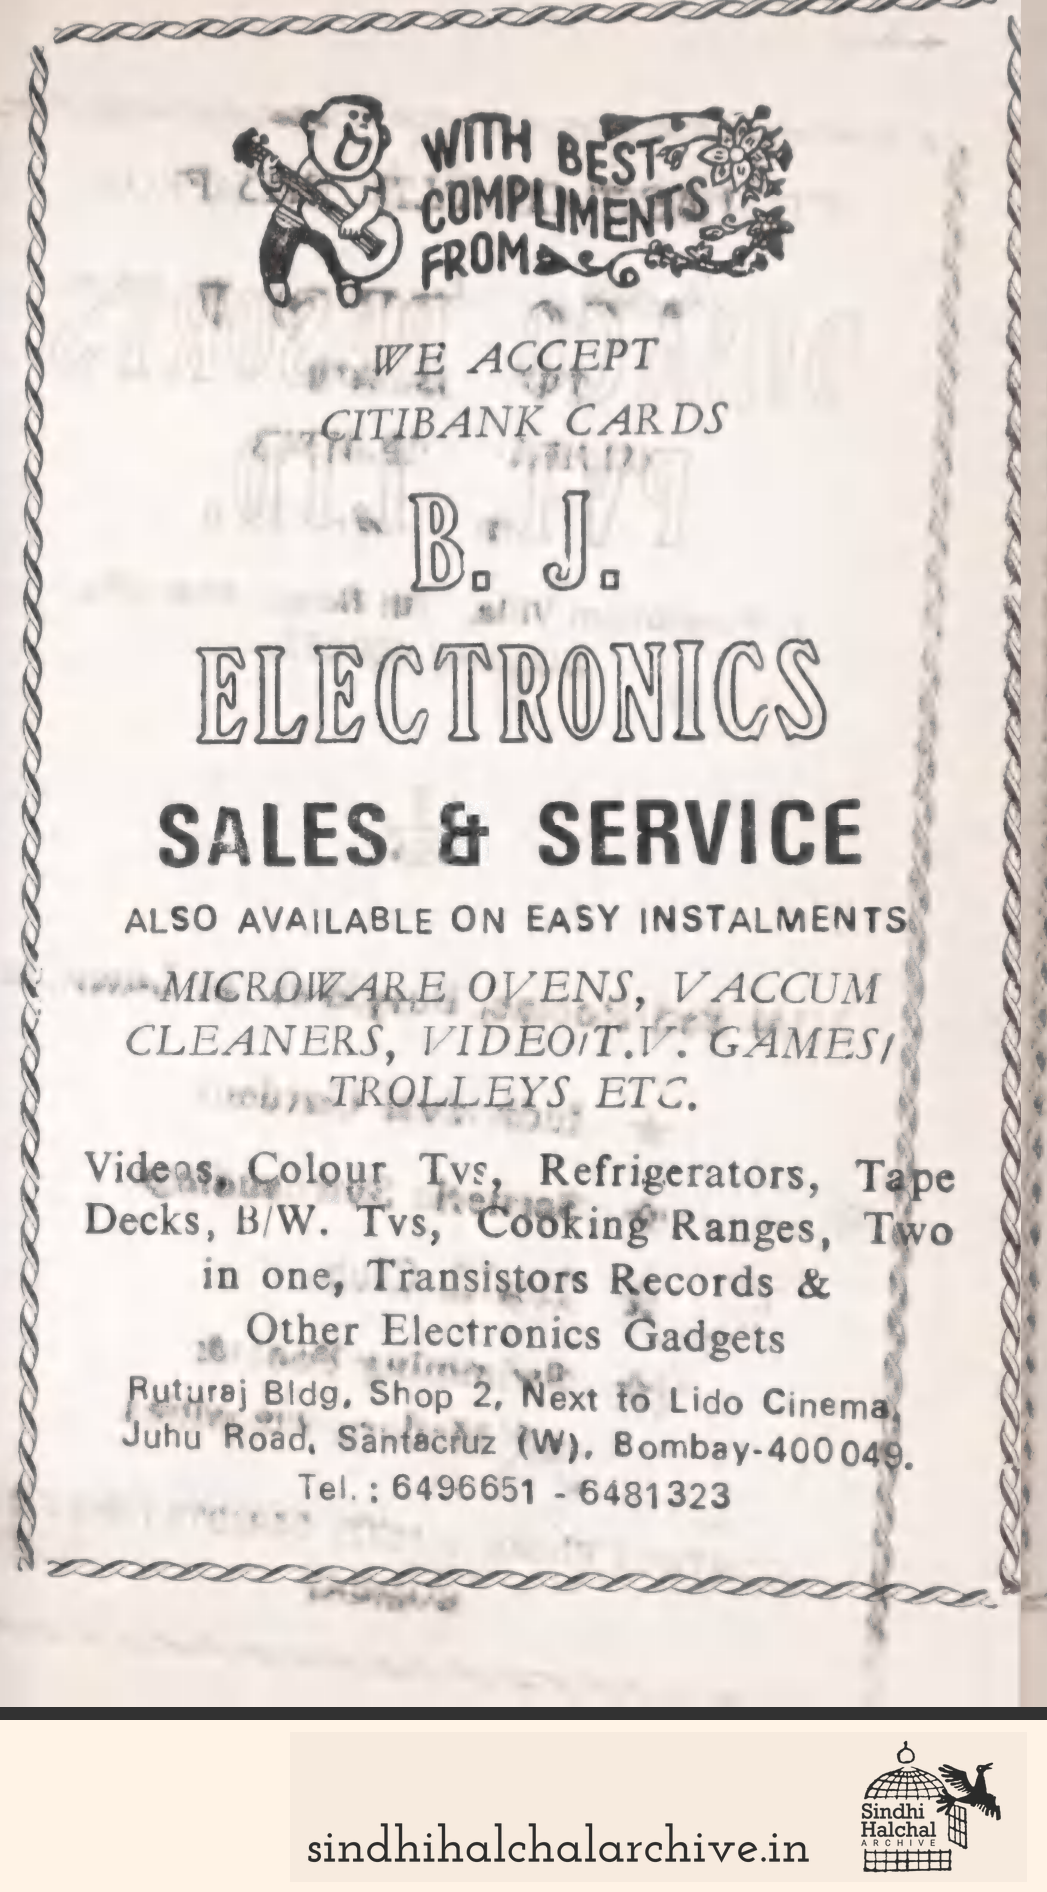 WITH BEST
COMPLIMENTS
FROM
WE ACCEPT
CITIBANK CARDS
B. J.
ELECTRONICS
SALES & SERVICE
ALSO AVAILABLE ON EASY INSTALMENTS
MICROWARE OVENS, VACCUM
CLEANERS, VIDEO/T.V. GAMES/
TROLLEYS ETC.
Videos, Colour Tvs, Refrigerators, Tape
Decks, B/W. Tvs, Cooking Ranges, Two
in one, Transistors Records &
Other Electronics Gadgets
Ruturaj Bldg, Shop 2, Next to Lido Cinema,
Juhu Road, Santacruz (W), Bombay-400049.
Tel. : 6496651 - 6481323
Sindhi
Halchal
ARCHIVE
sindhihalchalarchive.in